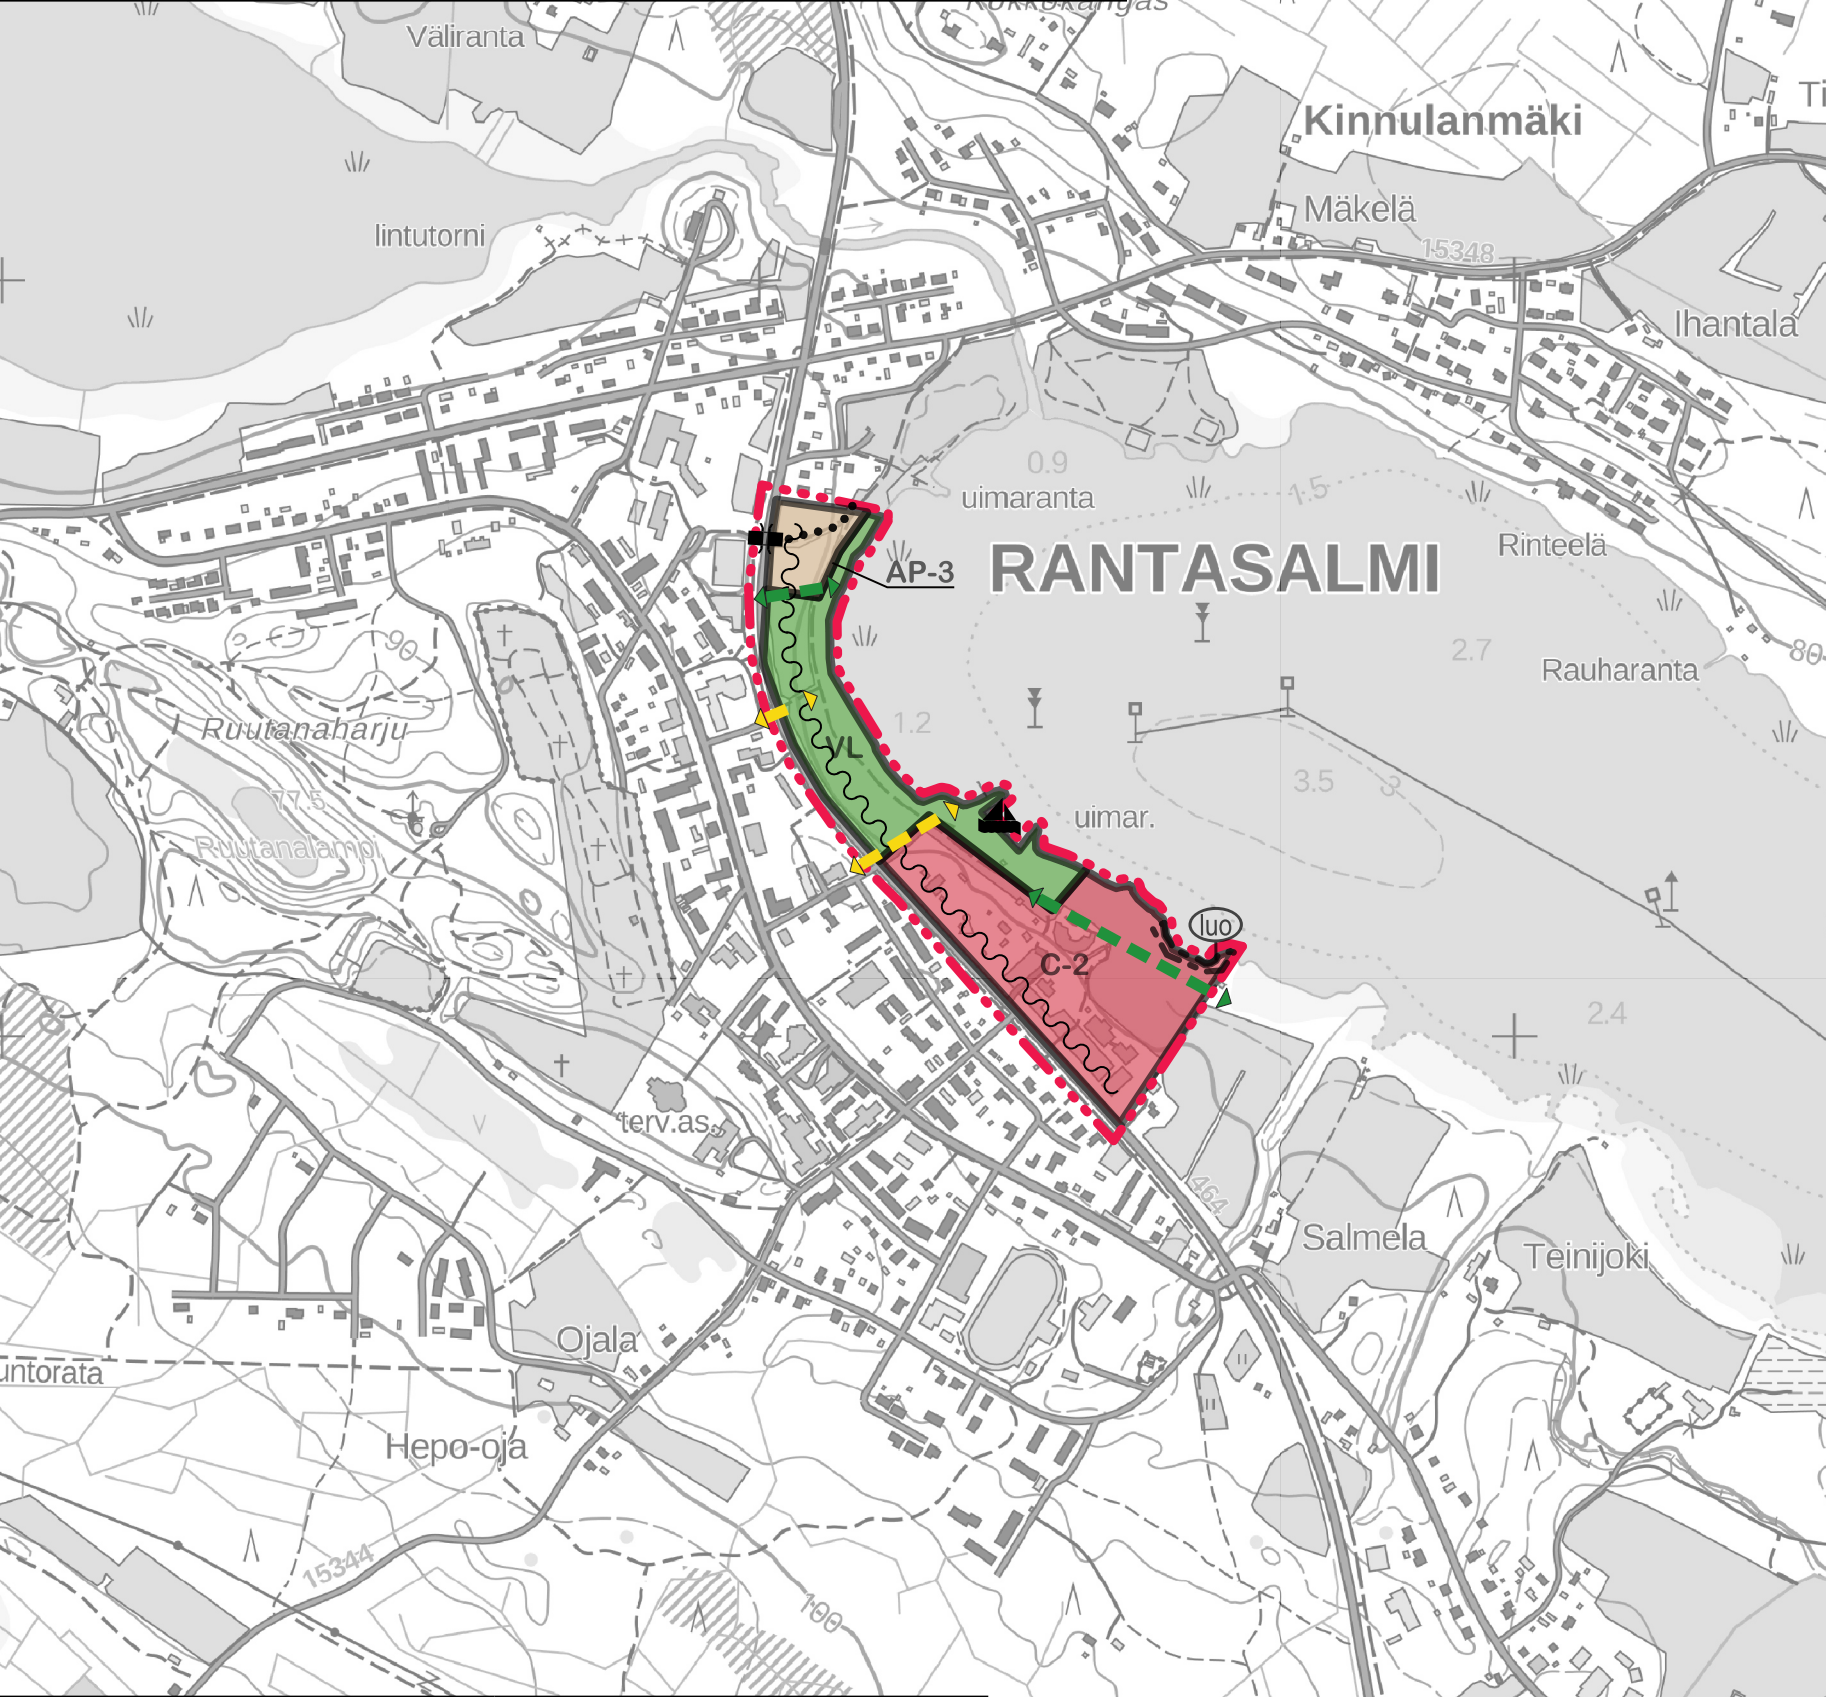 Väliranta
Kinnulanmäki
Mäkelä
lintutorni
15348
Ihantala
0.9
1.5
uimaranta
RANTASALMI
Rinteelä
AP-3
90
2.7
80
Rauharanta
Ruutanaharju
1.2
VL
3.5
3
77.5
uimar.
Ruutanalampi
luo
C-2
2.4
terv.as.
464
Salmela
Teinijoki
Ojala
untorata
Hepo-oja
15344
100